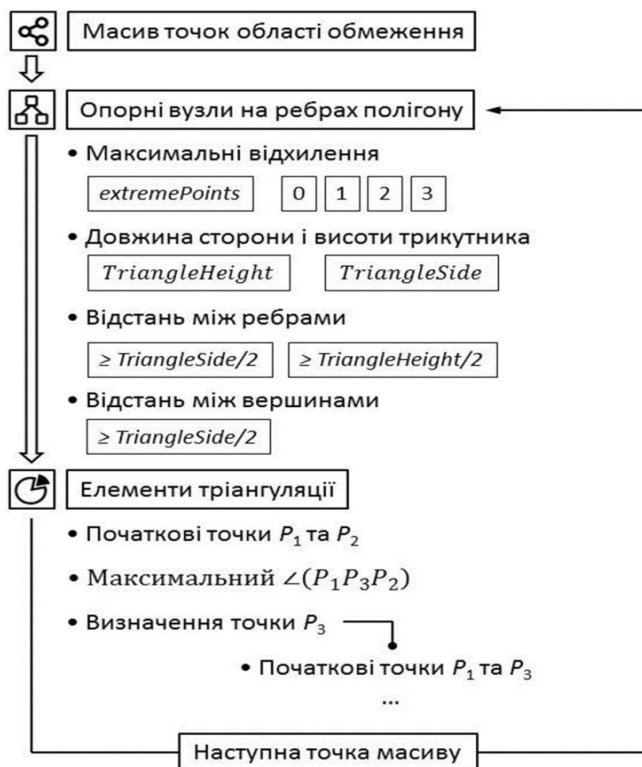 Масив точок області обмеження
Опорні вузли на ребрах полігону
• Максимальні відхилення
extremePoints 0 1 2 3
• Довжина сторони і висоти трикутника
TriangleHeight TriangleSide
• Відстань між ребрами
≥ TriangleSide/2 ≥ TriangleHeight/2
• Відстань між вершинами
≥ TriangleSide/2
Елементи тріангуляції
• Початкові точки P₁ та P₂
• Максимальний ∠(P₁P₃P₂)
• Визначення точки P₃
• Початкові точки P₁ та P₃
...
Наступна точка масиву